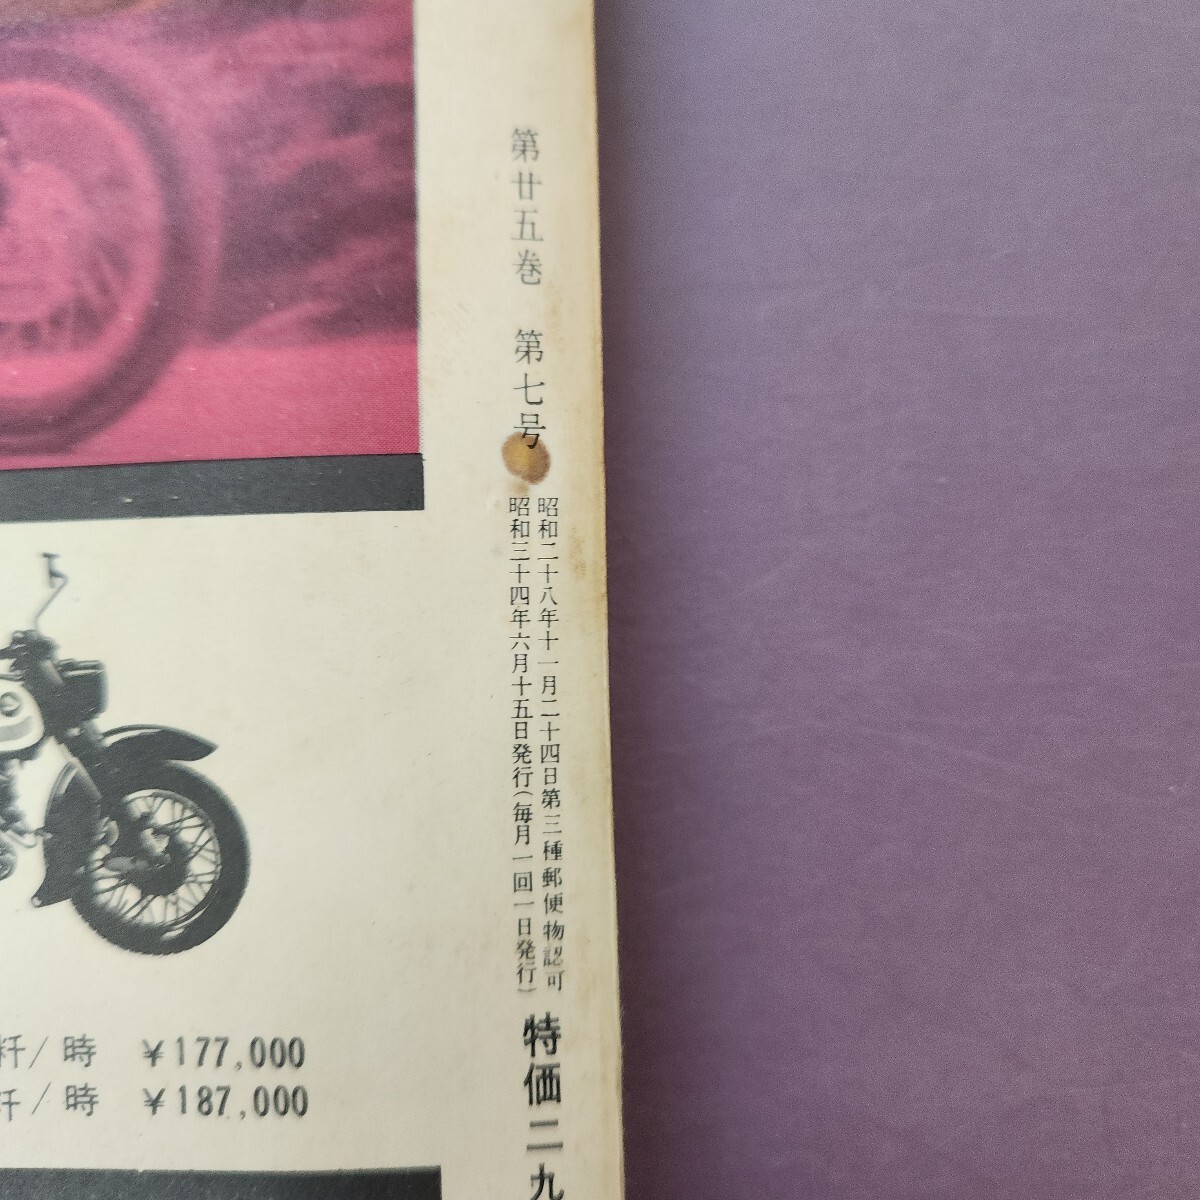 第廿五巻　第七号
昭和二十八年十一月二十四日第三種郵便物認可
昭和三十四年六月十五日発行(毎月一回一日発行)
特価二九
粁/時 ¥177,000
粁/時 ¥187,000